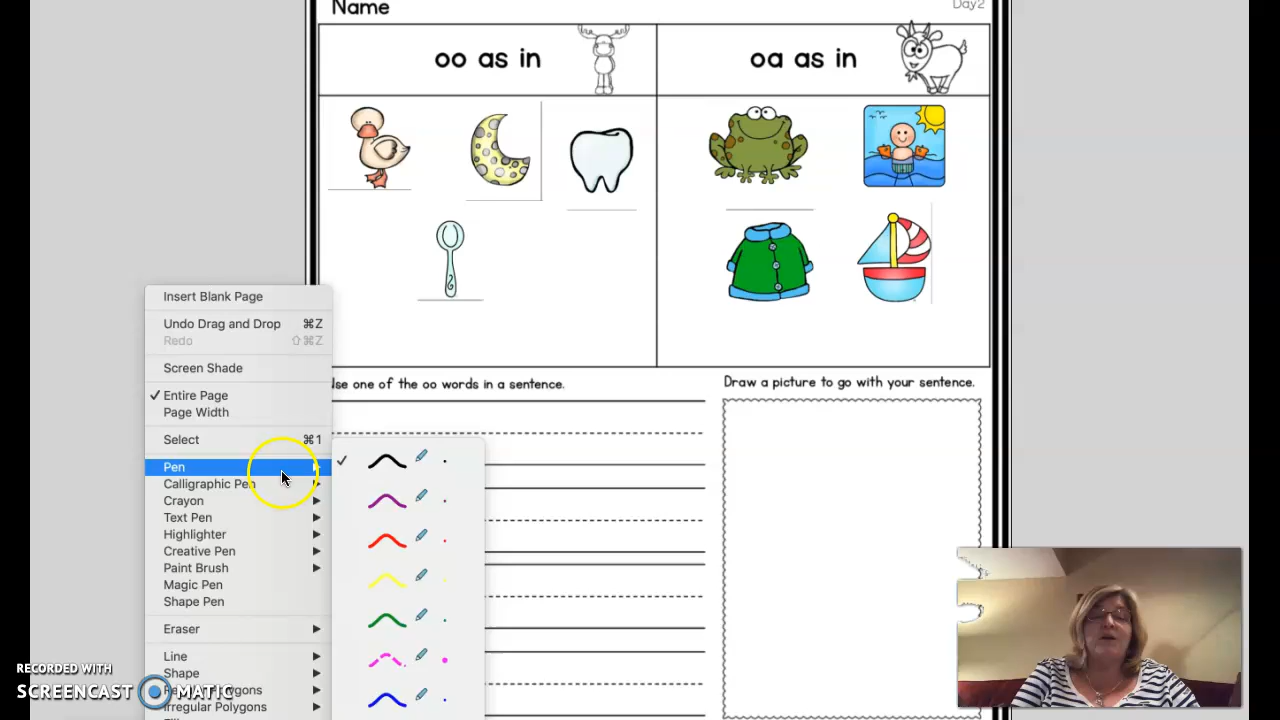 Name
Day2
oo as in
oa as in
Insert Blank Page
Undo Drag and Drop ⌘Z
Redo ⇧⌘Z
Screen Shade
✓ Entire Page
Page Width
Select ⌘1
Pen
Calligraphic Pen
Crayon
Text Pen
Highlighter
Creative Pen
Paint Brush
Magic Pen
Shape Pen
Eraser
Line
Shape
Irregular Polygons
Use one of the oo words in a sentence.
Draw a picture to go with your sentence.
RECORDED WITH
SCREENCAST MATIC